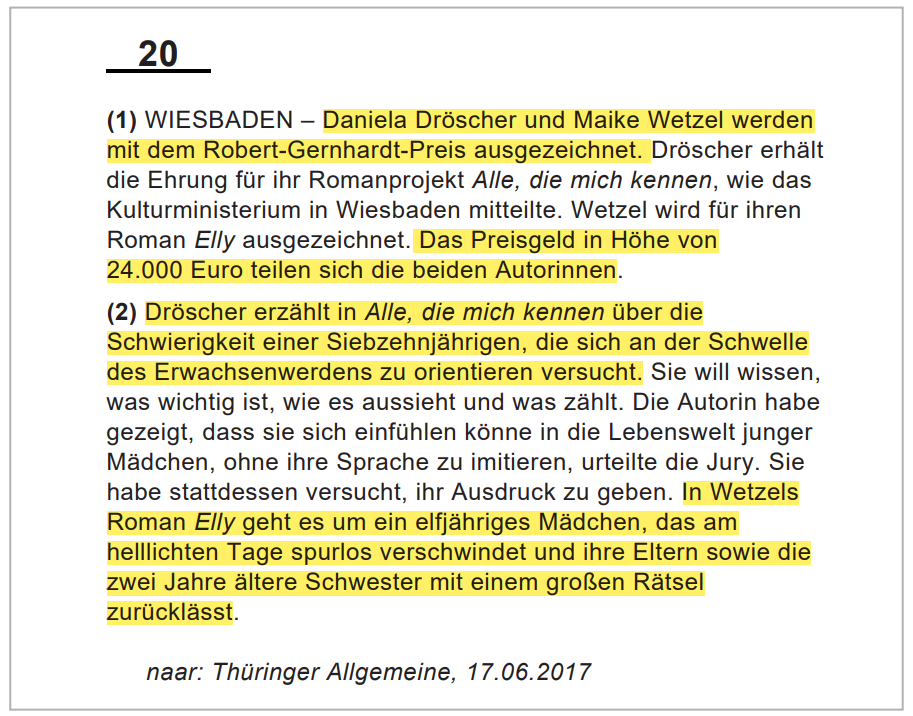 20
(1) WIESBADEN – Daniela Dröscher und Maike Wetzel werden
mit dem Robert-Gernhardt-Preis ausgezeichnet. Dröscher erhält
die Ehrung für ihr Romanprojekt Alle, die mich kennen, wie das
Kulturministerium in Wiesbaden mitteilte. Wetzel wird für ihren
Roman Elly ausgezeichnet. Das Preisgeld in Höhe von
24.000 Euro teilen sich die beiden Autorinnen.
(2) Dröscher erzählt in Alle, die mich kennen über die
Schwierigkeit einer Siebzehnjährigen, die sich an der Schwelle
des Erwachsenwerdens zu orientieren versucht. Sie will wissen,
was wichtig ist, wie es aussieht und was zählt. Die Autorin habe
gezeigt, dass sie sich einfühlen könne in die Lebenswelt junger
Mädchen, ohne ihre Sprache zu imitieren, urteilte die Jury. Sie
habe stattdessen versucht, ihr Ausdruck zu geben. In Wetzels
Roman Elly geht es um ein elfjähriges Mädchen, das am
helllichten Tage spurlos verschwindet und ihre Eltern sowie die
zwei Jahre ältere Schwester mit einem großen Rätsel
zurücklässt.
naar: Thüringer Allgemeine, 17.06.2017